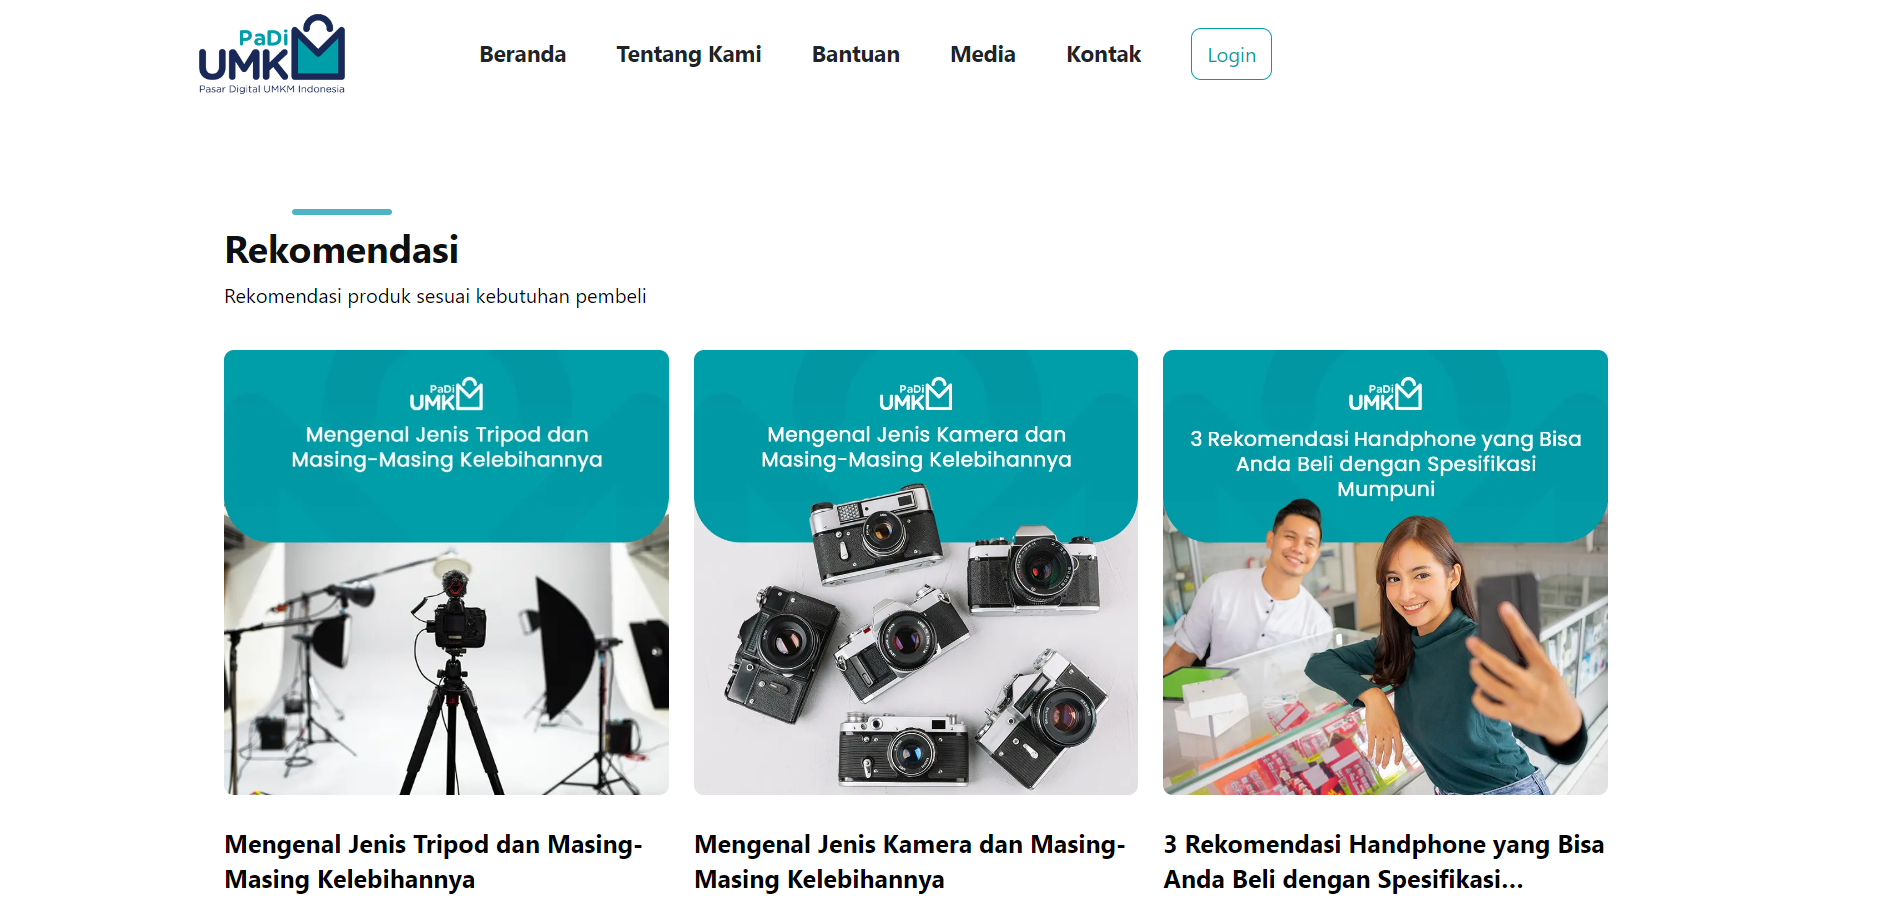 PaDi
UMKM
Pasar Digital UMKM Indonesia
Beranda
Tentang Kami
Bantuan
Media
Kontak
Login
Rekomendasi
Rekomendasi produk sesuai kebutuhan pembeli
PaDi
UMKM
Mengenal Jenis Tripod dan
Masing-Masing Kelebihannya
PaDi
UMKM
Mengenal Jenis Kamera dan
Masing-Masing Kelebihannya
PaDi
UMKM
3 Rekomendasi Handphone yang Bisa
Anda Beli dengan Spesifikasi
Mumpuni
Mengenal Jenis Tripod dan Masing-
Masing Kelebihannya
Mengenal Jenis Kamera dan Masing-
Masing Kelebihannya
3 Rekomendasi Handphone yang Bisa
Anda Beli dengan Spesifikasi...